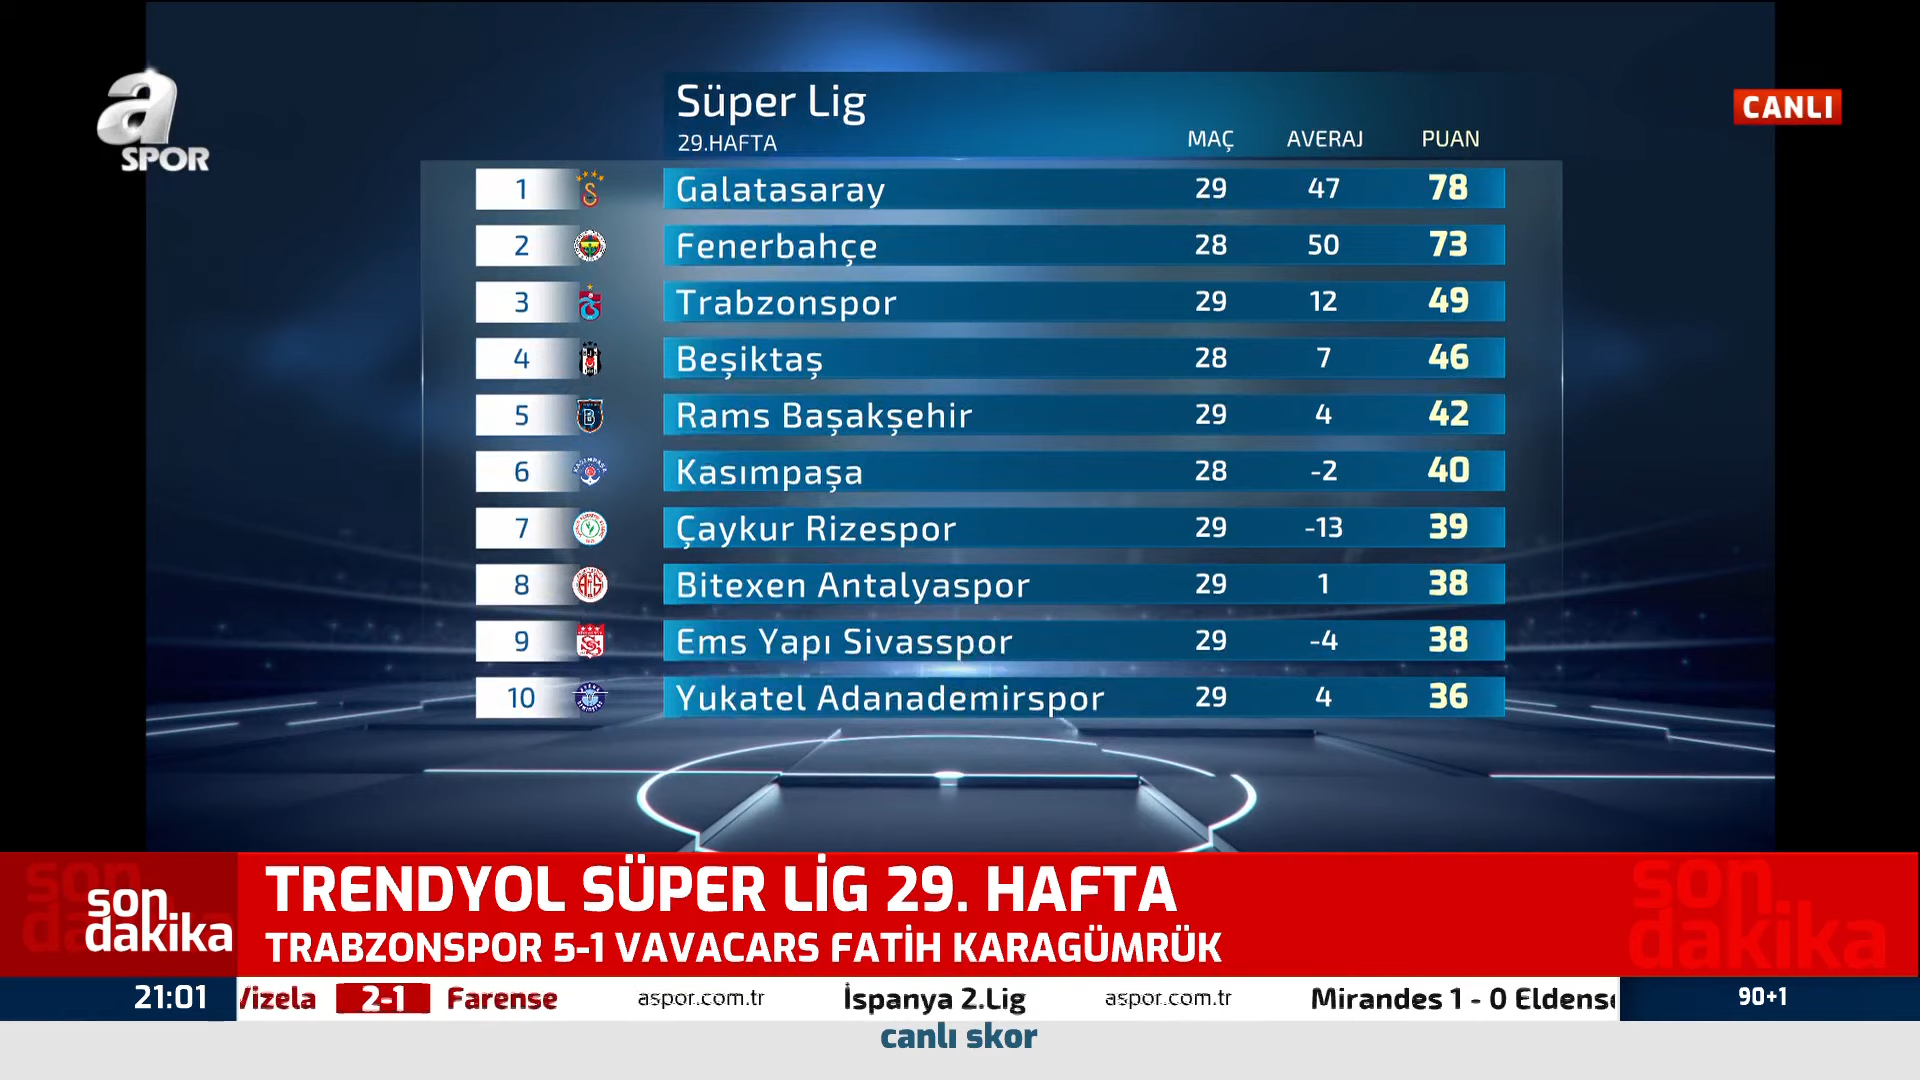 a
SPOR
CANLI
Süper Lig
29.HAFTA
MAÇ AVERAJ PUAN
1 Galatasaray 29 47 78
2 Fenerbahçe 28 50 73
3 Trabzonspor 29 12 49
4 Beşiktaş 28 7 46
5 Rams Başakşehir 29 4 42
6 Kasımpaşa 28 -2 40
7 Çaykur Rizespor 29 -13 39
8 Bitexen Antalyaspor 29 1 38
9 Ems Yapı Sivasspor 29 -4 38
10 Yukatel Adanademirspor 29 4 36
son dakika
TRENDYOL SÜPER LİG 29. HAFTA
TRABZONSPOR 5-1 VAVACARS FATİH KARAGÜMRÜK
son dakika
21:01 Vizela 2-1 Farense aspor.com.tr İspanya 2.Lig aspor.com.tr Mirandes 1 - 0 Eldense 90+1
canlı skor